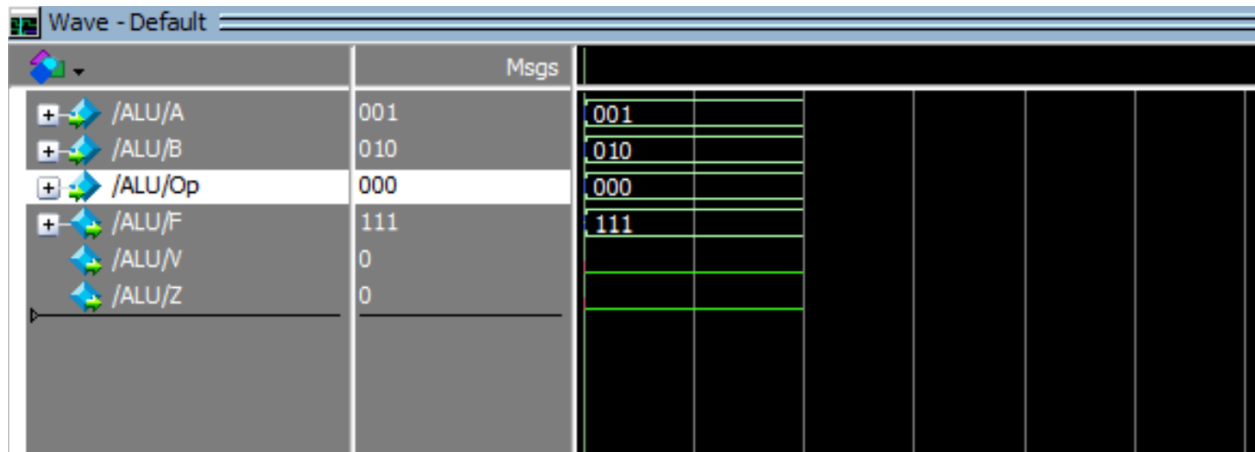 Wave - Default
Msgs
/ALU/A 001 001
/ALU/B 010 010
/ALU/Op 000 000
/ALU/F 111 111
/ALU/V 0
/ALU/Z 0